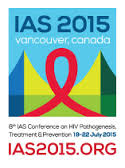 IAS 2015
vancouver, canada
8th IAS Conference on HIV Pathogenesis,
Treatment & Prevention 19-22 July 2015
IAS2015.ORG